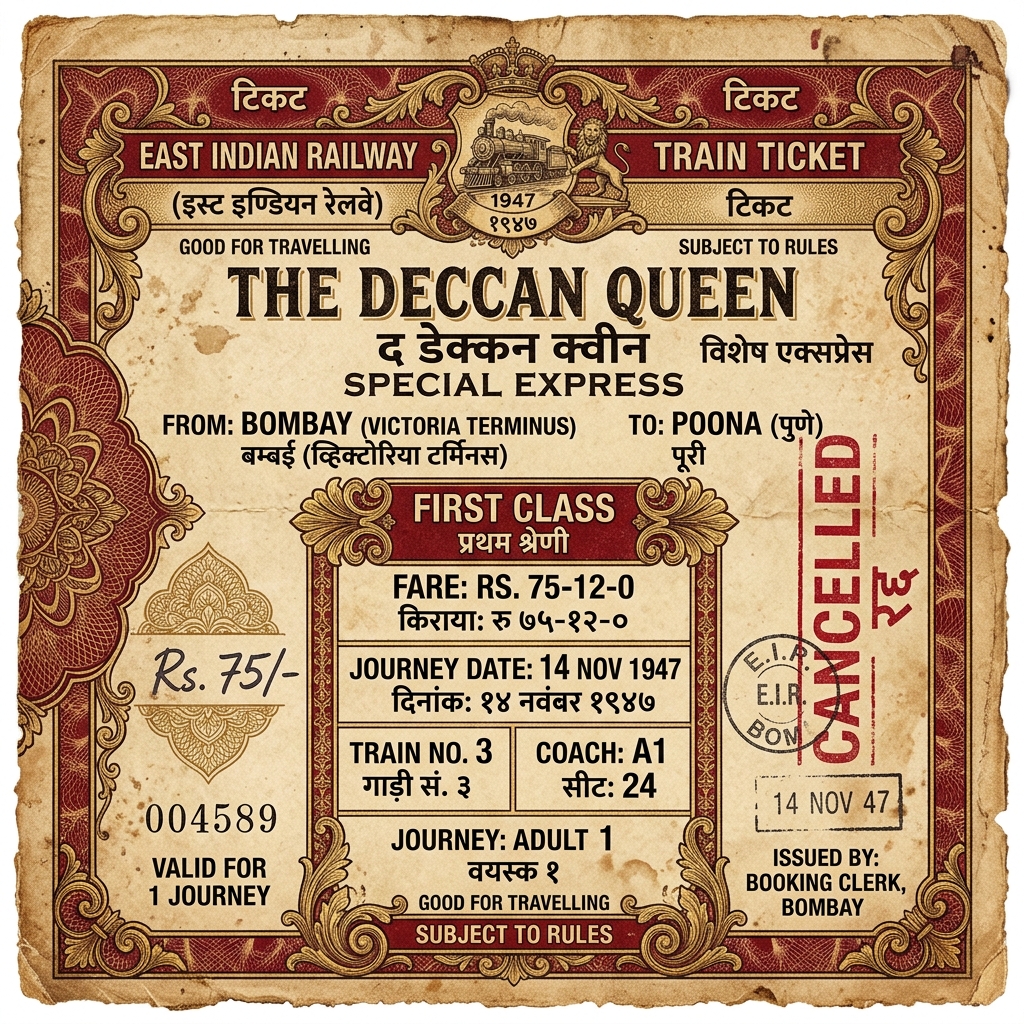 टिकट
टिकट
EAST INDIAN RAILWAY
TRAIN TICKET
(इस्ट इण्डियन रेलवे)
1947
१९४७
टिकट
GOOD FOR TRAVELLING
SUBJECT TO RULES
THE DECCAN QUEEN
द डेक्कन क्वीन
विशेष एक्सप्रेस
SPECIAL EXPRESS
FROM: BOMBAY (VICTORIA TERMINUS)
TO: POONA (पुणे)
बम्बई (व्हिक्टोरिया टर्मिनस)
पूरी
FIRST CLASS
प्रथम श्रेणी
FARE: RS. 75-12-0
किराया: रु ७५-१२-०
JOURNEY DATE: 14 NOV 1947
दिनांक: १४ नवंबर १९४७
TRAIN NO. 3
गाड़ी सं. ३
COACH: A1
सीट: 24
JOURNEY: ADULT 1
वयस्क १
GOOD FOR TRAVELLING
SUBJECT TO RULES
Rs. 75/-
004589
VALID FOR
1 JOURNEY
CANCELLED
रद्द
E.I.R.
E.I.R.
14 NOV 47
ISSUED BY:
BOOKING CLERK,
BOMBAY